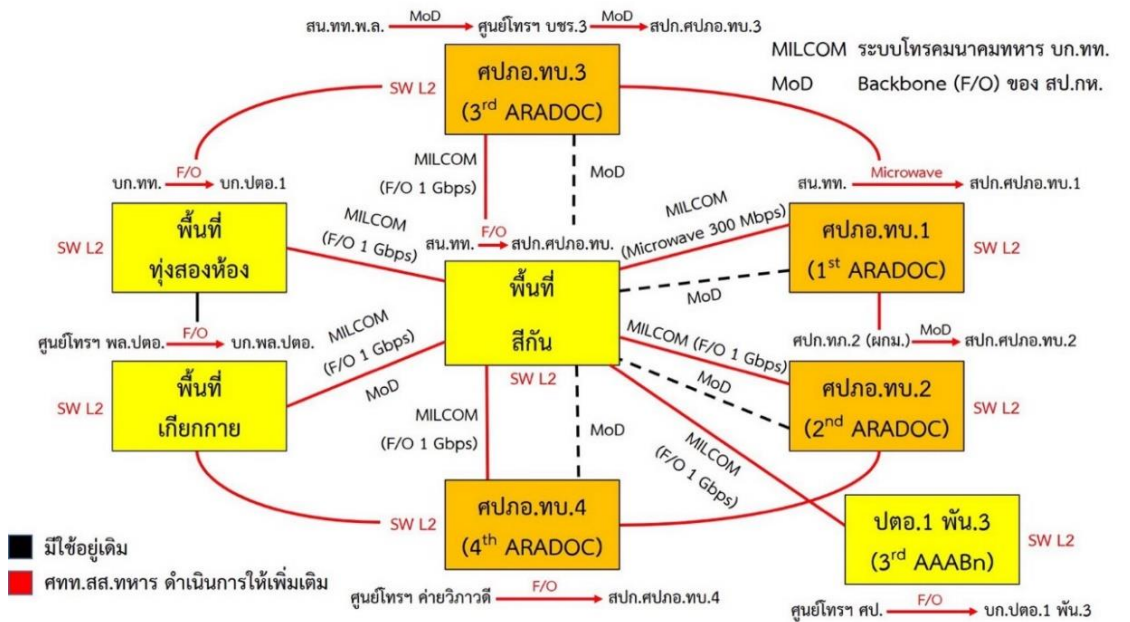 สน.ทท.พ.ล. MoD ศูนย์โทรฯ บชร.3 MoD สปก.ศปภอ.ทบ.3
MILCOM ระบบโทรคมนาคมทหาร บก.ทท.
MoD Backbone (F/O) ของ สป.กห.
SW L2
ศปภอ.ทบ.3
(3rd ARADOC)
MILCOM
(F/O 1 Gbps)
MoD
บก.ทท. F/O บก.ปตอ.1
สน.ทท. Microwave สปก.ศปภอ.ทบ.1
SW L2
พื้นที่
ทุ่งสองห้อง
MILCOM
(F/O 1 Gbps)
สน.ทท. F/O สปก.ศปภอ.ทบ.
MILCOM
(Microwave 300 Mbps)
ศปภอ.ทบ.1
(1st ARADOC)
SW L2
พื้นที่
สีกัน
SW L2
MoD
ศูนย์โทรฯ พล.ปตอ. F/O บก.พล.ปตอ.
MILCOM
(F/O 1 Gbps)
MoD
MILCOM (F/O 1 Gbps)
MoD
ศปก.ทภ.2 (ผกม.) MoD สปก.ศปภอ.ทบ.2
SW L2
พื้นที่
เกียกกาย
ศปภอ.ทบ.2
(2nd ARADOC)
SW L2
MILCOM
(F/O 1 Gbps)
MoD
MILCOM
(F/O 1 Gbps)
SW L2
ศปภอ.ทบ.4
(4th ARADOC)
ปตอ.1 พัน.3
(3rd AAABn)
SW L2
มีใช้อยู่เดิม
ศทท.สส.ทหาร ดำเนินการให้เพิ่มเติม
ศูนย์โทรฯ ค่ายวิภาวดี F/O สปก.ศปภอ.ทบ.4
ศูนย์โทรฯ ศป. F/O บก.ปตอ.1 พัน.3